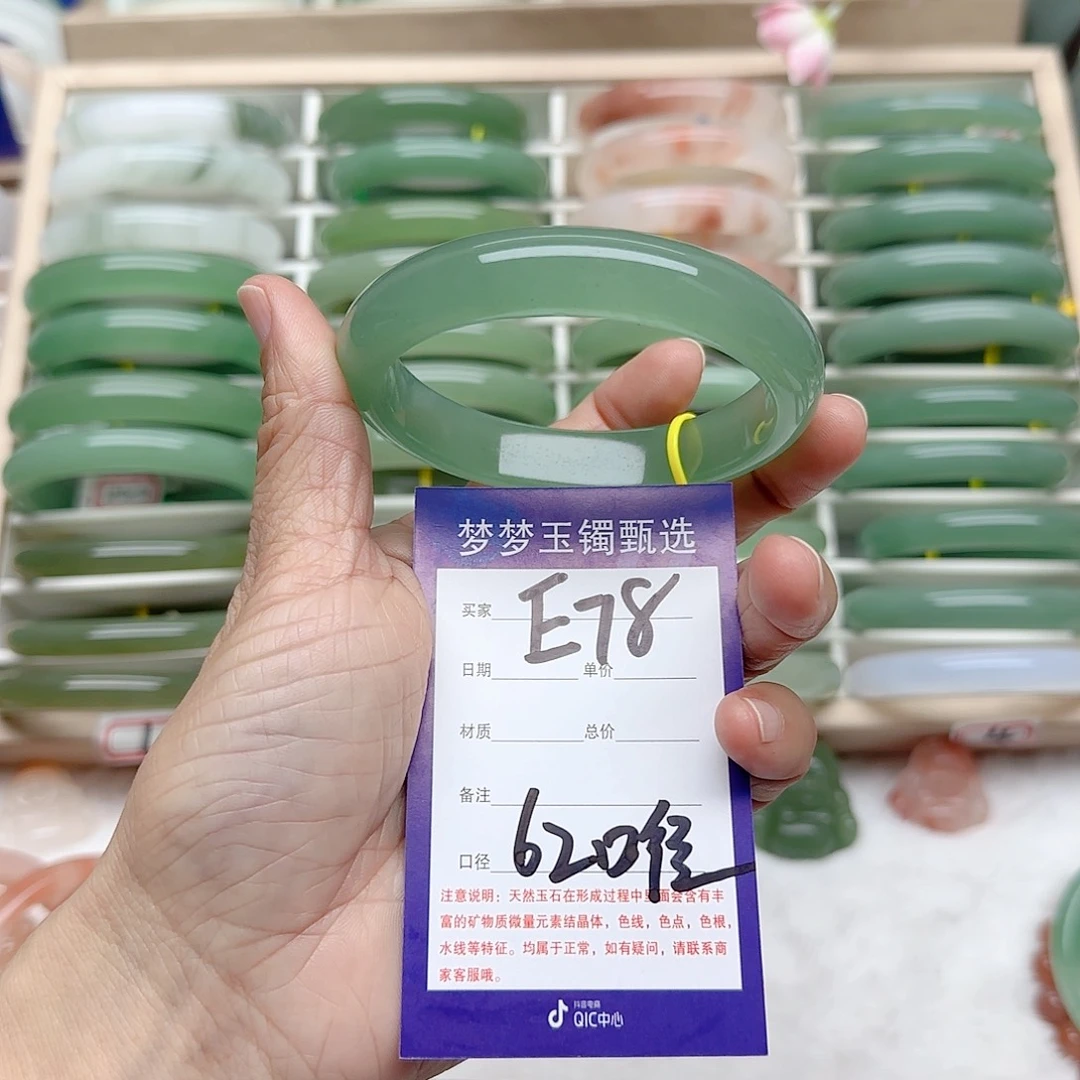 梦梦玉镯甄选
买家 E78
日期 单价
材质 总价
备注
口径 62唯
注意说明：天然玉石在形成过程中里面会含有丰
富的矿物质微量元素结晶体，色线，色点，色根，
水线等特征。均属于正常，如有疑问，请联系商
家客服哦。
抖音电商
QIC中心